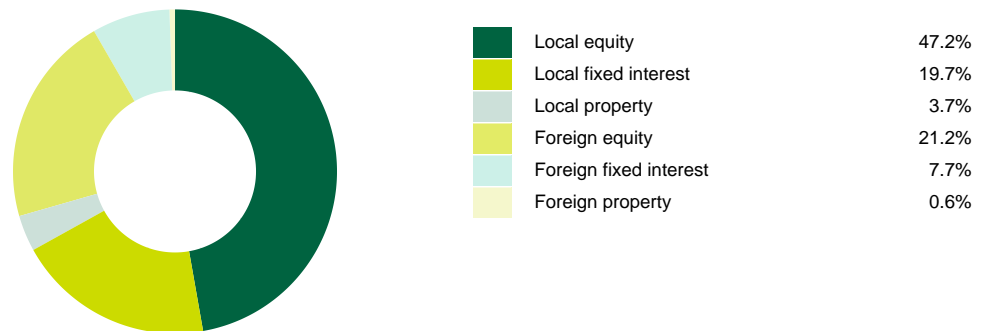 Local equity 47.2%
Local fixed interest 19.7%
Local property 3.7%
Foreign equity 21.2%
Foreign fixed interest 7.7%
Foreign property 0.6%